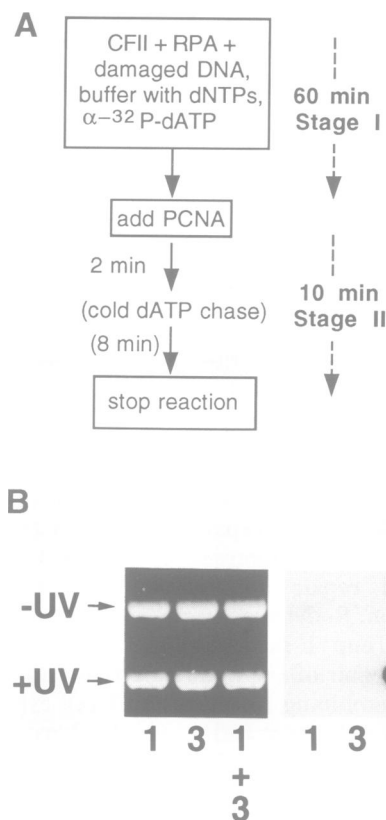 A
CFII + RPA +
damaged DNA,
buffer with dNTPs,
α-³² P-dATP
60 min
Stage I
add PCNA
2 min
(cold dATP chase)
(8 min)
10 min
Stage II
stop reaction
B
-UV
+UV
1 3 1 1 3
+
3